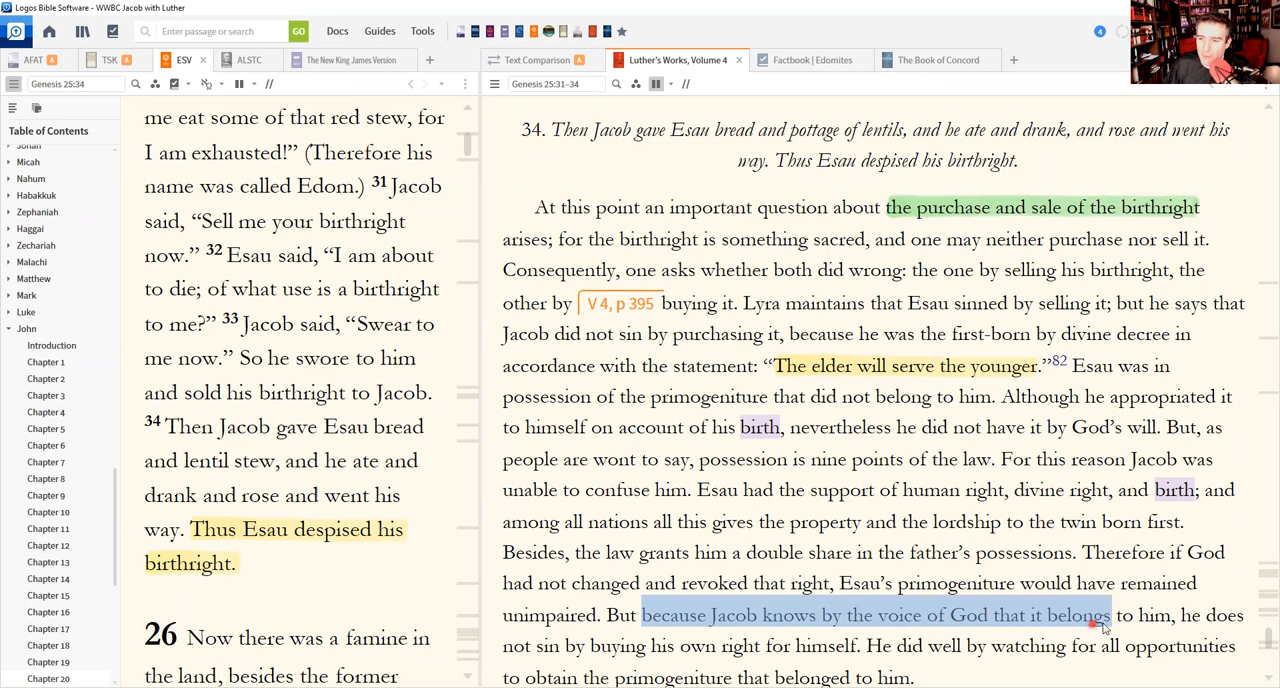 Logos Bible Software - WWBC Jacob with Luther
Enter passage or search
GO
Docs
Guides
Tools
4
AFAT A
TSK A
ESV
ALSTC
The New King James Version
Text Comparison A
Luther's Works, Volume 4
Factbook | Edomites
The Book of Concord
Genesis 25:34
Genesis 25:31–34
Table of Contents
Jonah
Micah
Nahum
Habakkuk
Zephaniah
Haggai
Zechariah
Malachi
Matthew
Mark
Luke
John
Introduction
Chapter 1
Chapter 2
Chapter 3
Chapter 4
Chapter 5
Chapter 6
Chapter 7
Chapter 8
Chapter 9
Chapter 10
Chapter 11
Chapter 12
Chapter 13
Chapter 14
Chapter 15
Chapter 16
Chapter 17
Chapter 18
Chapter 19
Chapter 20
me eat some of that red stew, for
I am exhausted!” (Therefore his
name was called Edom.) 31 Jacob
said, “Sell me your birthright
now.” 32 Esau said, “I am about
to die; of what use is a birthright
to me?” 33 Jacob said, “Swear to
me now.” So he swore to him
and sold his birthright to Jacob.
34 Then Jacob gave Esau bread
and lentil stew, and he ate and
drank and rose and went his
way. Thus Esau despised his
birthright.
26 Now there was a famine in
the land, besides the former
34. Then Jacob gave Esau bread and pottage of lentils, and he ate and drank, and rose and went his
way. Thus Esau despised his birthright.
At this point an important question about the purchase and sale of the birthright
arises; for the birthright is something sacred, and one may neither purchase nor sell it.
Consequently, one asks whether both did wrong: the one by selling his birthright, the
other by V 4, p 395 buying it. Lyra maintains that Esau sinned by selling it; but he says that
Jacob did not sin by purchasing it, because he was the first-born by divine decree in
accordance with the statement: “The elder will serve the younger.”82 Esau was in
possession of the primogeniture that did not belong to him. Although he appropriated it
to himself on account of his birth, nevertheless he did not have it by God’s will. But, as
people are wont to say, possession is nine points of the law. For this reason Jacob was
unable to confuse him. Esau had the support of human right, divine right, and birth; and
among all nations all this gives the property and the lordship to the twin born first.
Besides, the law grants him a double share in the father’s possessions. Therefore if God
had not changed and revoked that right, Esau’s primogeniture would have remained
unimpaired. But because Jacob knows by the voice of God that it belongs to him, he does
not sin by buying his own right for himself. He did well by watching for all opportunities
to obtain the primogeniture that belonged to him.